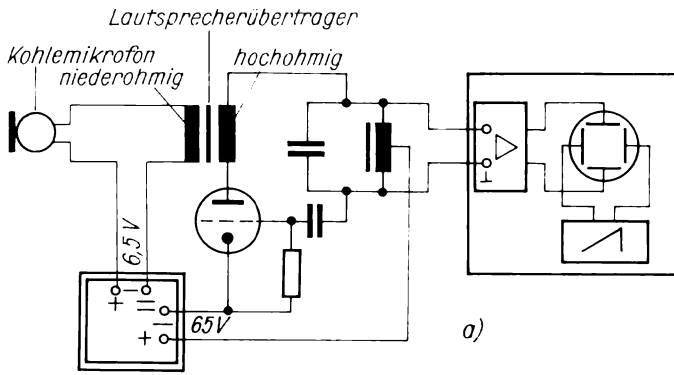 Lautsprecherübertrager
Kohlemikrofon
niederohmig
hochohmig
6,5 V
+ −
65V
− 
+
a)